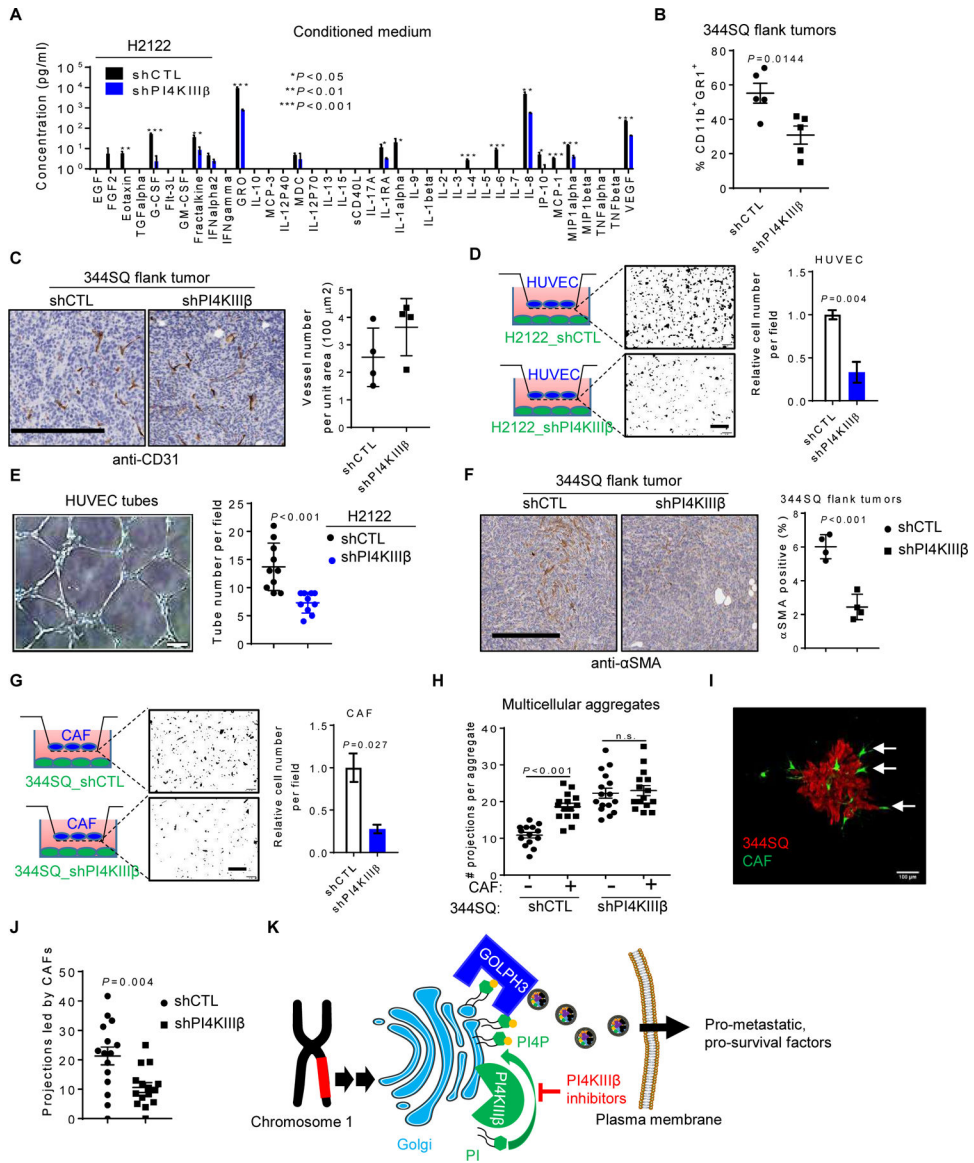 A
Conditioned medium
H2122
shCTL
shPI4KIIIβ
*P<0.05
**P<0.01
***P<0.001
Concentration (pg/ml)
10^5
10^4
10^3
10^2
10^1
10^0
***
**
**
***
*
*
***
***
**
*
***
*
***
EGF
FGF2
Eotaxin
TGFalpha
G-CSF
Flt-3L
GM-CSF
Fractalkine
IFNalpha2
IFNgamma
GRO
IL-10
MCP-3
IL-12P40
MDC
IL-12P70
IL-13
IL-15
sCD40L
IL-17A
IL-1RA
IL-1alpha
IL-9
IL-1beta
IL-2
IL-3
IL-4
IL-5
IL-6
IL-7
IL-8
IP-10
MCP-1
MIP1alpha
MIP1beta
TNFalpha
TNFbeta
VEGF
B
344SQ flank tumors
P=0.0144
% CD11b+GR1+
80
60
40
20
0
shCTL
shPI4KIIIβ
C
344SQ flank tumor
shCTL
shPI4KIIIβ
anti-CD31
Vessel number
per unit area (100 μm2)
5
4
3
2
1
0
shCTL
shPI4KIIIβ
D
HUVEC
H2122_shCTL
HUVEC
H2122_shPI4KIIIβ
HUVEC
P=0.004
Relative cell number
per field
1.5
1.0
0.5
0.0
shCTL
shPI4KIIIβ
E
HUVEC tubes
Tube number per field
25
20
15
10
5
0
P<0.001
H2122
shCTL
shPI4KIIIβ
F
344SQ flank tumor
shCTL
shPI4KIIIβ
anti-αSMA
344SQ flank tumors
P<0.001
shCTL
shPI4KIIIβ
αSMA positive (%)
8
6
4
2
0
G
CAF
344SQ_shCTL
CAF
344SQ_shPI4KIIIβ
CAF
P=0.027
Relative cell number
per field
1.5
1.0
0.5
0.0
shCTL
shPI4KIIIβ
H
Multicellular aggregates
# projections per aggregate
40
30
20
10
0
P<0.001
n.s.
CAF:
-
+
-
+
344SQ:
shCTL
shPI4KIIIβ
I
344SQ
CAF
100 μm
J
Projections led by CAFs
50
40
30
20
10
0
P=0.004
shCTL
shPI4KIIIβ
K
Chromosome 1
Golgi
GOLPH3
PI4P
PI4KIIIβ
PI
PI4KIIIβ
inhibitors
Plasma membrane
Pro-metastatic,
pro-survival factors